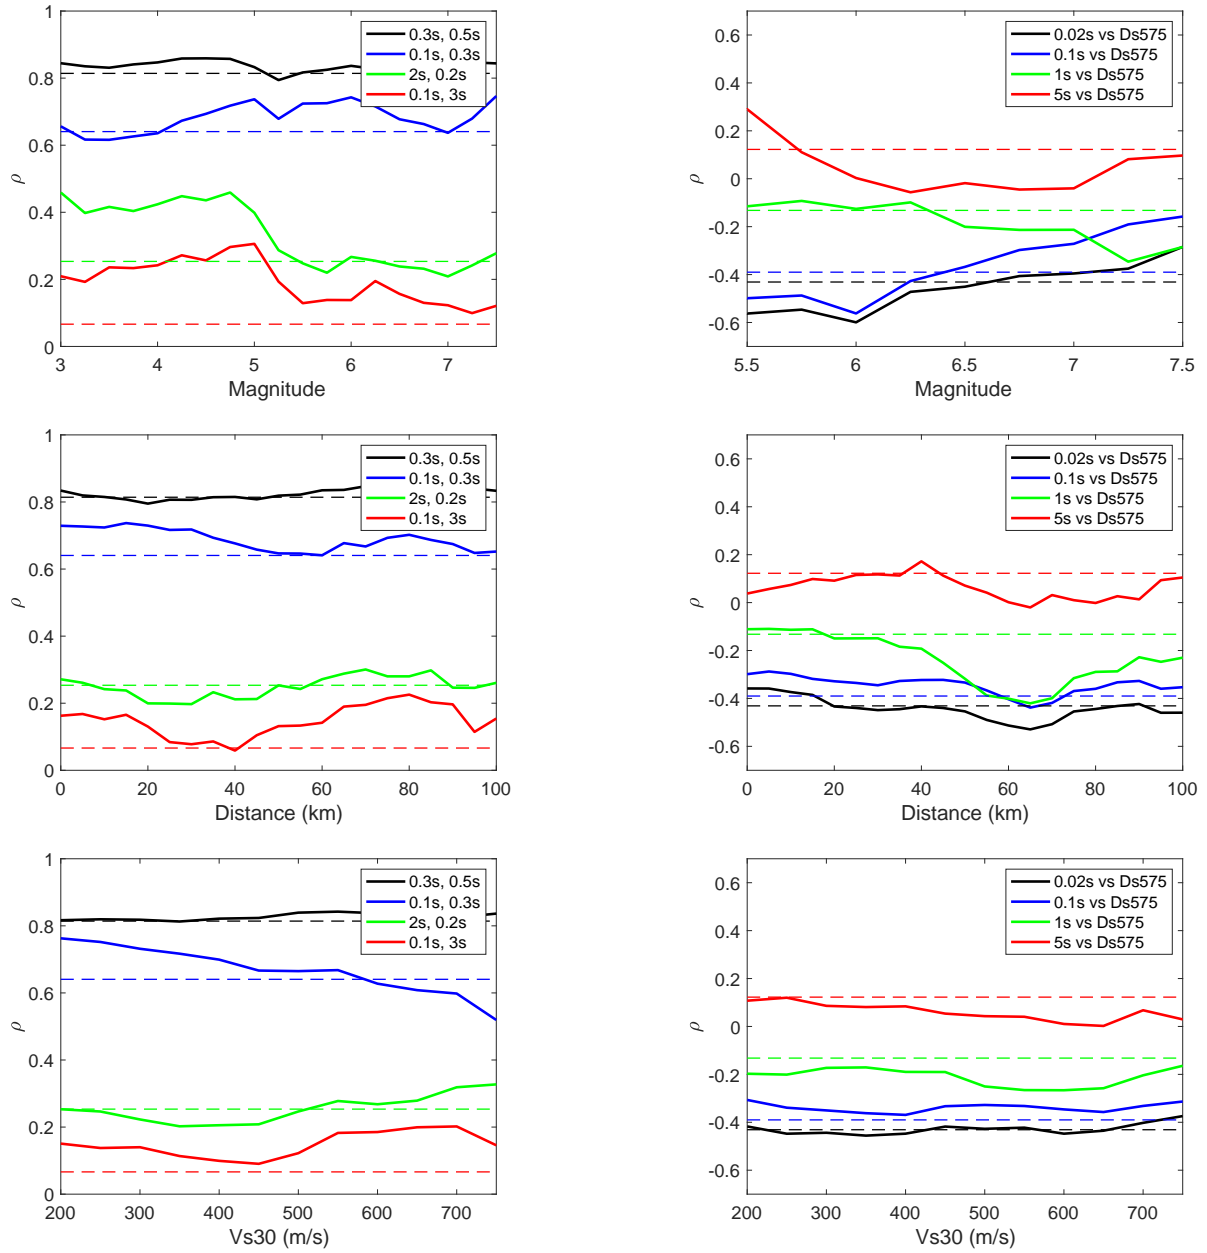 1
0.8
0.6
0.4
0.2
0
ρ
3 4 5 6 7
Magnitude
0.3s, 0.5s
0.1s, 0.3s
2s, 0.2s
0.1s, 3s
0.6
0.4
0.2
0
-0.2
-0.4
-0.6
ρ
5.5 6 6.5 7 7.5
Magnitude
0.02s vs Ds575
0.1s vs Ds575
1s vs Ds575
5s vs Ds575
1
0.8
0.6
0.4
0.2
0
ρ
0 20 40 60 80 100
Distance (km)
0.3s, 0.5s
0.1s, 0.3s
2s, 0.2s
0.1s, 3s
0.6
0.4
0.2
0
-0.2
-0.4
-0.6
ρ
0 20 40 60 80 100
Distance (km)
0.02s vs Ds575
0.1s vs Ds575
1s vs Ds575
5s vs Ds575
1
0.8
0.6
0.4
0.2
0
ρ
200 300 400 500 600 700
Vs30 (m/s)
0.3s, 0.5s
0.1s, 0.3s
2s, 0.2s
0.1s, 3s
0.6
0.4
0.2
0
-0.2
-0.4
-0.6
ρ
200 300 400 500 600 700
Vs30 (m/s)
0.02s vs Ds575
0.1s vs Ds575
1s vs Ds575
5s vs Ds575